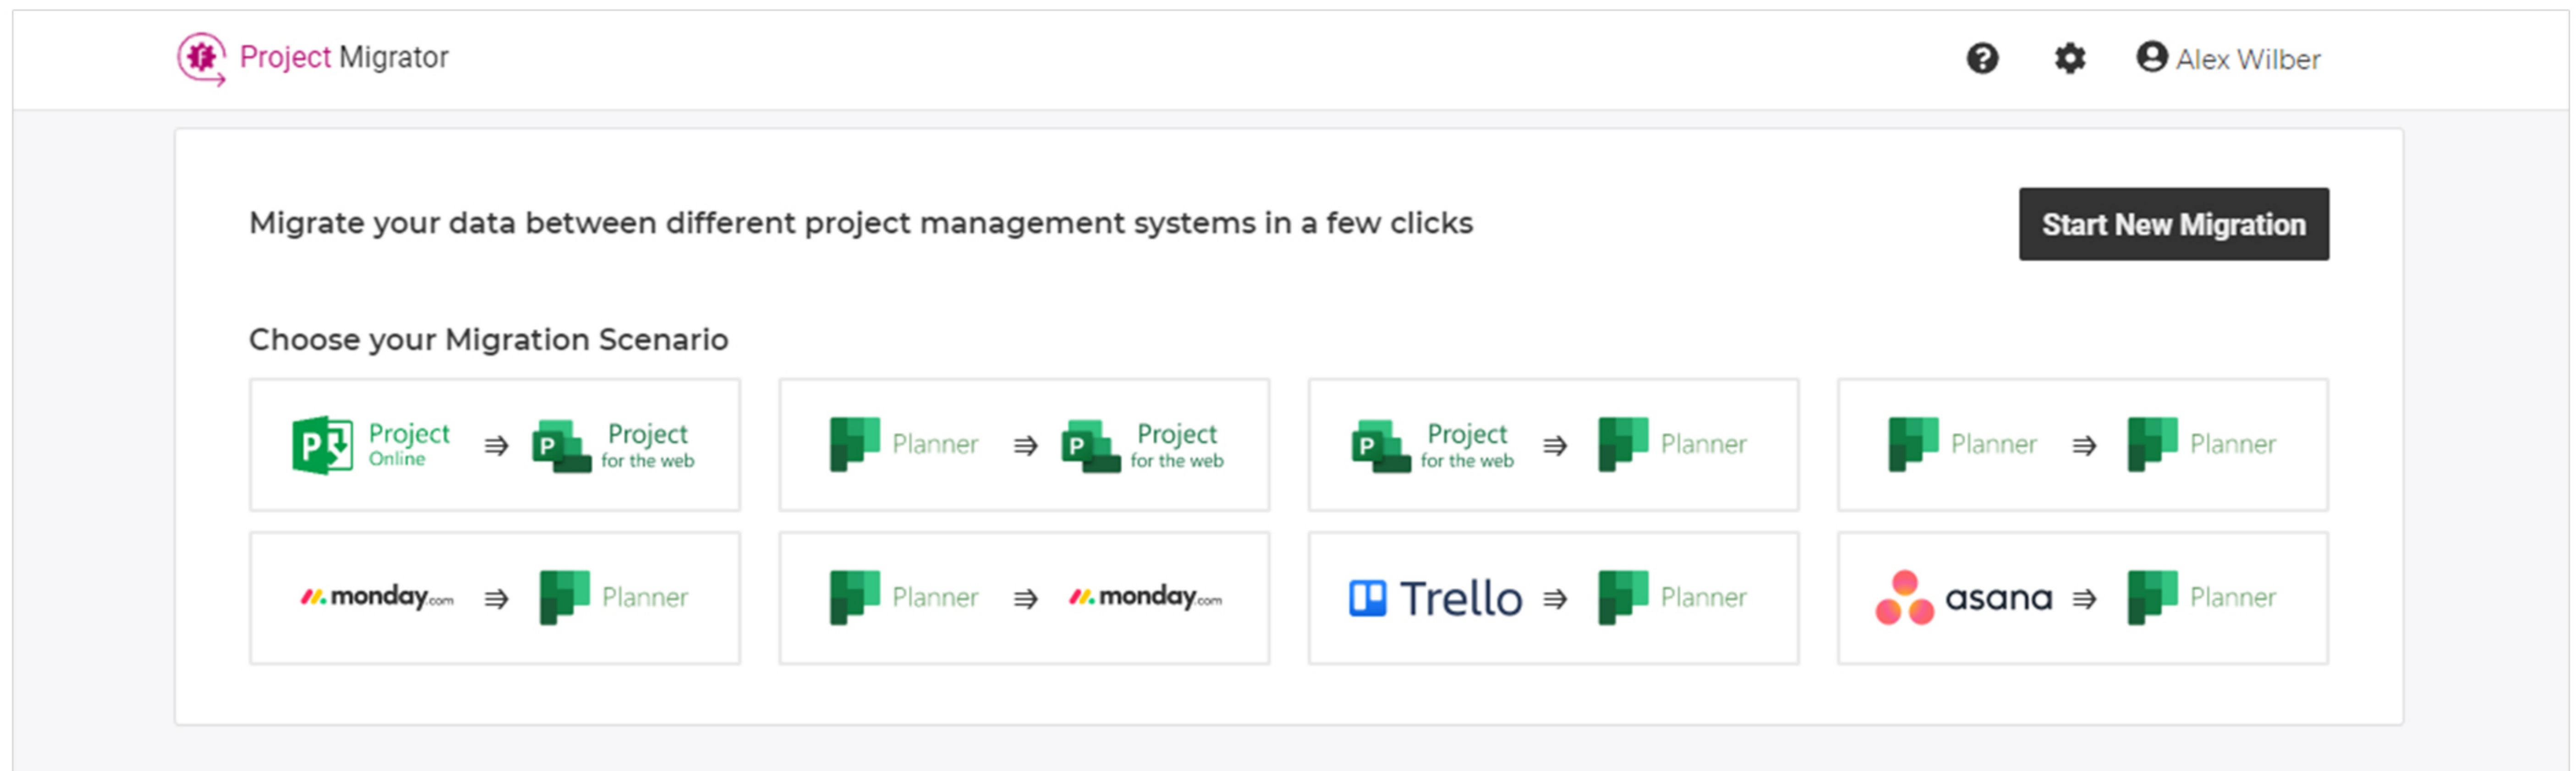 Project Migrator
Alex Wilber
Migrate your data between different project management systems in a few clicks
Start New Migration
Choose your Migration Scenario
P Project Online ⇛ P Project for the web
Planner ⇛ P Project for the web
P Project for the web ⇛ Planner
Planner ⇛ Planner
monday.com ⇛ Planner
Planner ⇛ monday.com
Trello ⇛ Planner
asana ⇛ Planner